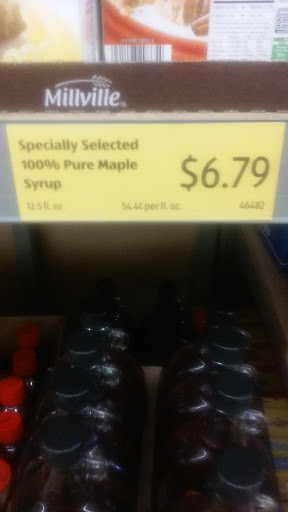 Millville®
Specially Selected
100% Pure Maple
Syrup
$6.79
12.5 fl. oz. 54.4¢ per fl. oz. 46482